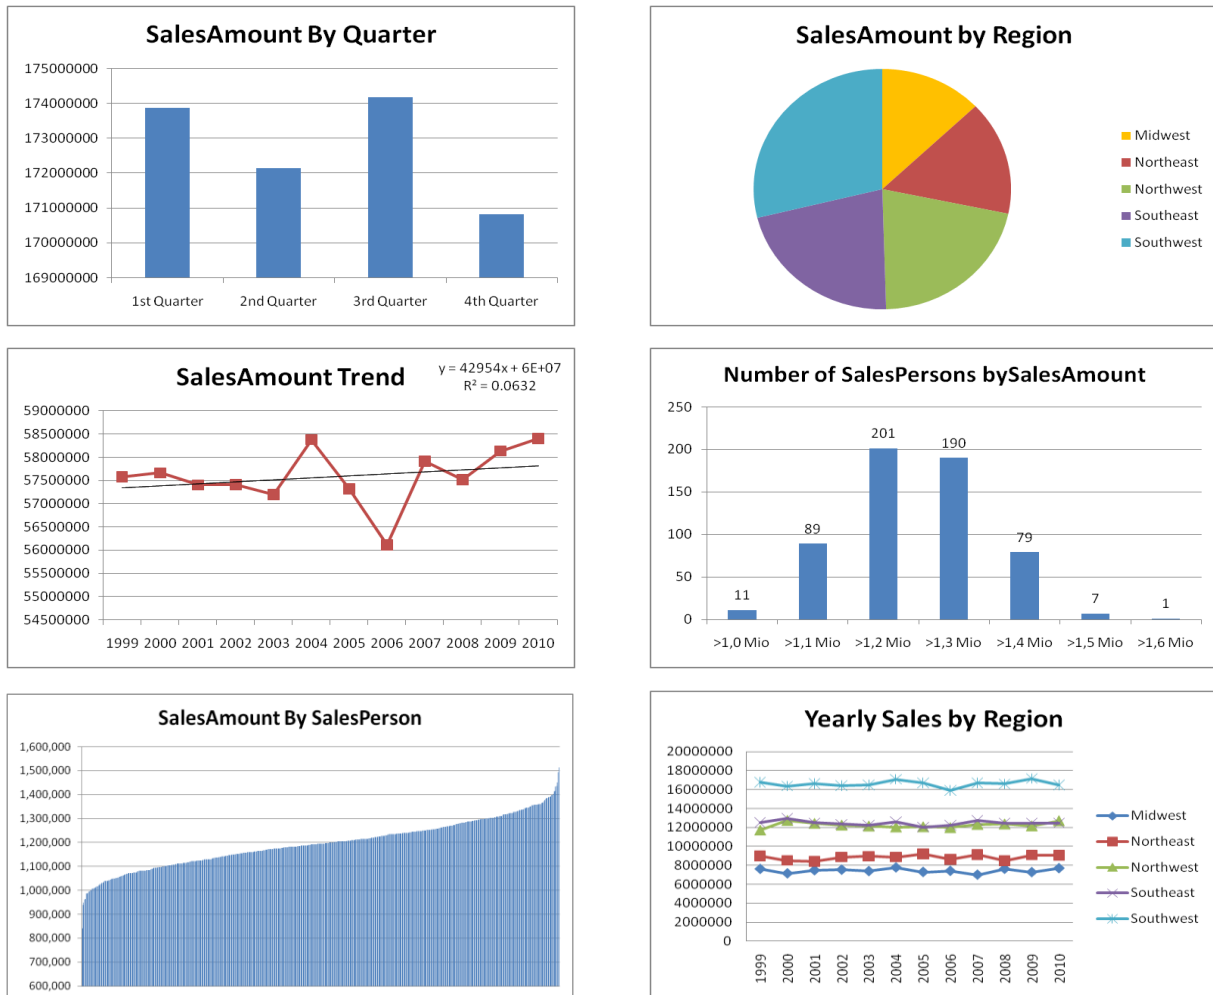 SalesAmount By Quarter
175000000
174000000
173000000
172000000
171000000
170000000
169000000
1st Quarter 2nd Quarter 3rd Quarter 4th Quarter
SalesAmount by Region
Midwest
Northeast
Northwest
Southeast
Southwest
SalesAmount Trend
y = 42954x + 6E+07
R² = 0.0632
59000000
58500000
58000000
57500000
57000000
56500000
56000000
55500000
55000000
54500000
1999 2000 2001 2002 2003 2004 2005 2006 2007 2008 2009 2010
Number of SalesPersons bySalesAmount
250
200
150
100
50
0
11 89 201 190 79 7 1
>1,0 Mio >1,1 Mio >1,2 Mio >1,3 Mio >1,4 Mio >1,5 Mio >1,6 Mio
SalesAmount By SalesPerson
1,600,000
1,500,000
1,400,000
1,300,000
1,200,000
1,100,000
1,000,000
900,000
800,000
700,000
600,000
Yearly Sales by Region
20000000
18000000
16000000
14000000
12000000
10000000
8000000
6000000
4000000
2000000
0
1999 2000 2001 2002 2003 2004 2005 2006 2007 2008 2009 2010
Midwest
Northeast
Northwest
Southeast
Southwest